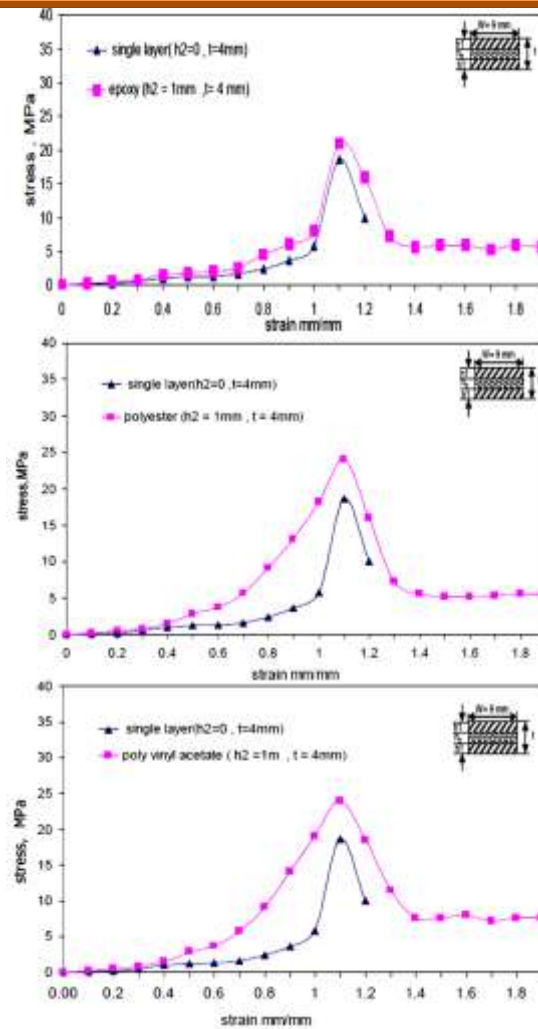 40
35
30
25
20
15
10
5
0
stress , MPa
single layer( h2=0 , t=4mm)
epoxy (h2 = 1mm ,t= 4 mm)
W= 9 mm
t
0 0.2 0.4 0.6 0.8 1 1.2 1.4 1.6 1.8
strain mm/mm
40
35
30
25
20
15
10
5
0
stress,MPa
single layer(h2=0 ,t=4mm)
polyester (h2 = 1mm , t = 4mm)
W= 9 mm
0 0.2 0.4 0.6 0.8 1 1.2 1.4 1.6 1.8
strain mm/mm
40
35
30
25
20
15
10
5
0
stress, MPa
single layer(h2=0 , t=4mm)
poly vinyl acetate ( h2 =1m , t = 4mm)
W= 9 mm
t
0.00 0.2 0.4 0.6 0.8 1 1.2 1.4 1.6 1.8
strain mm/mm